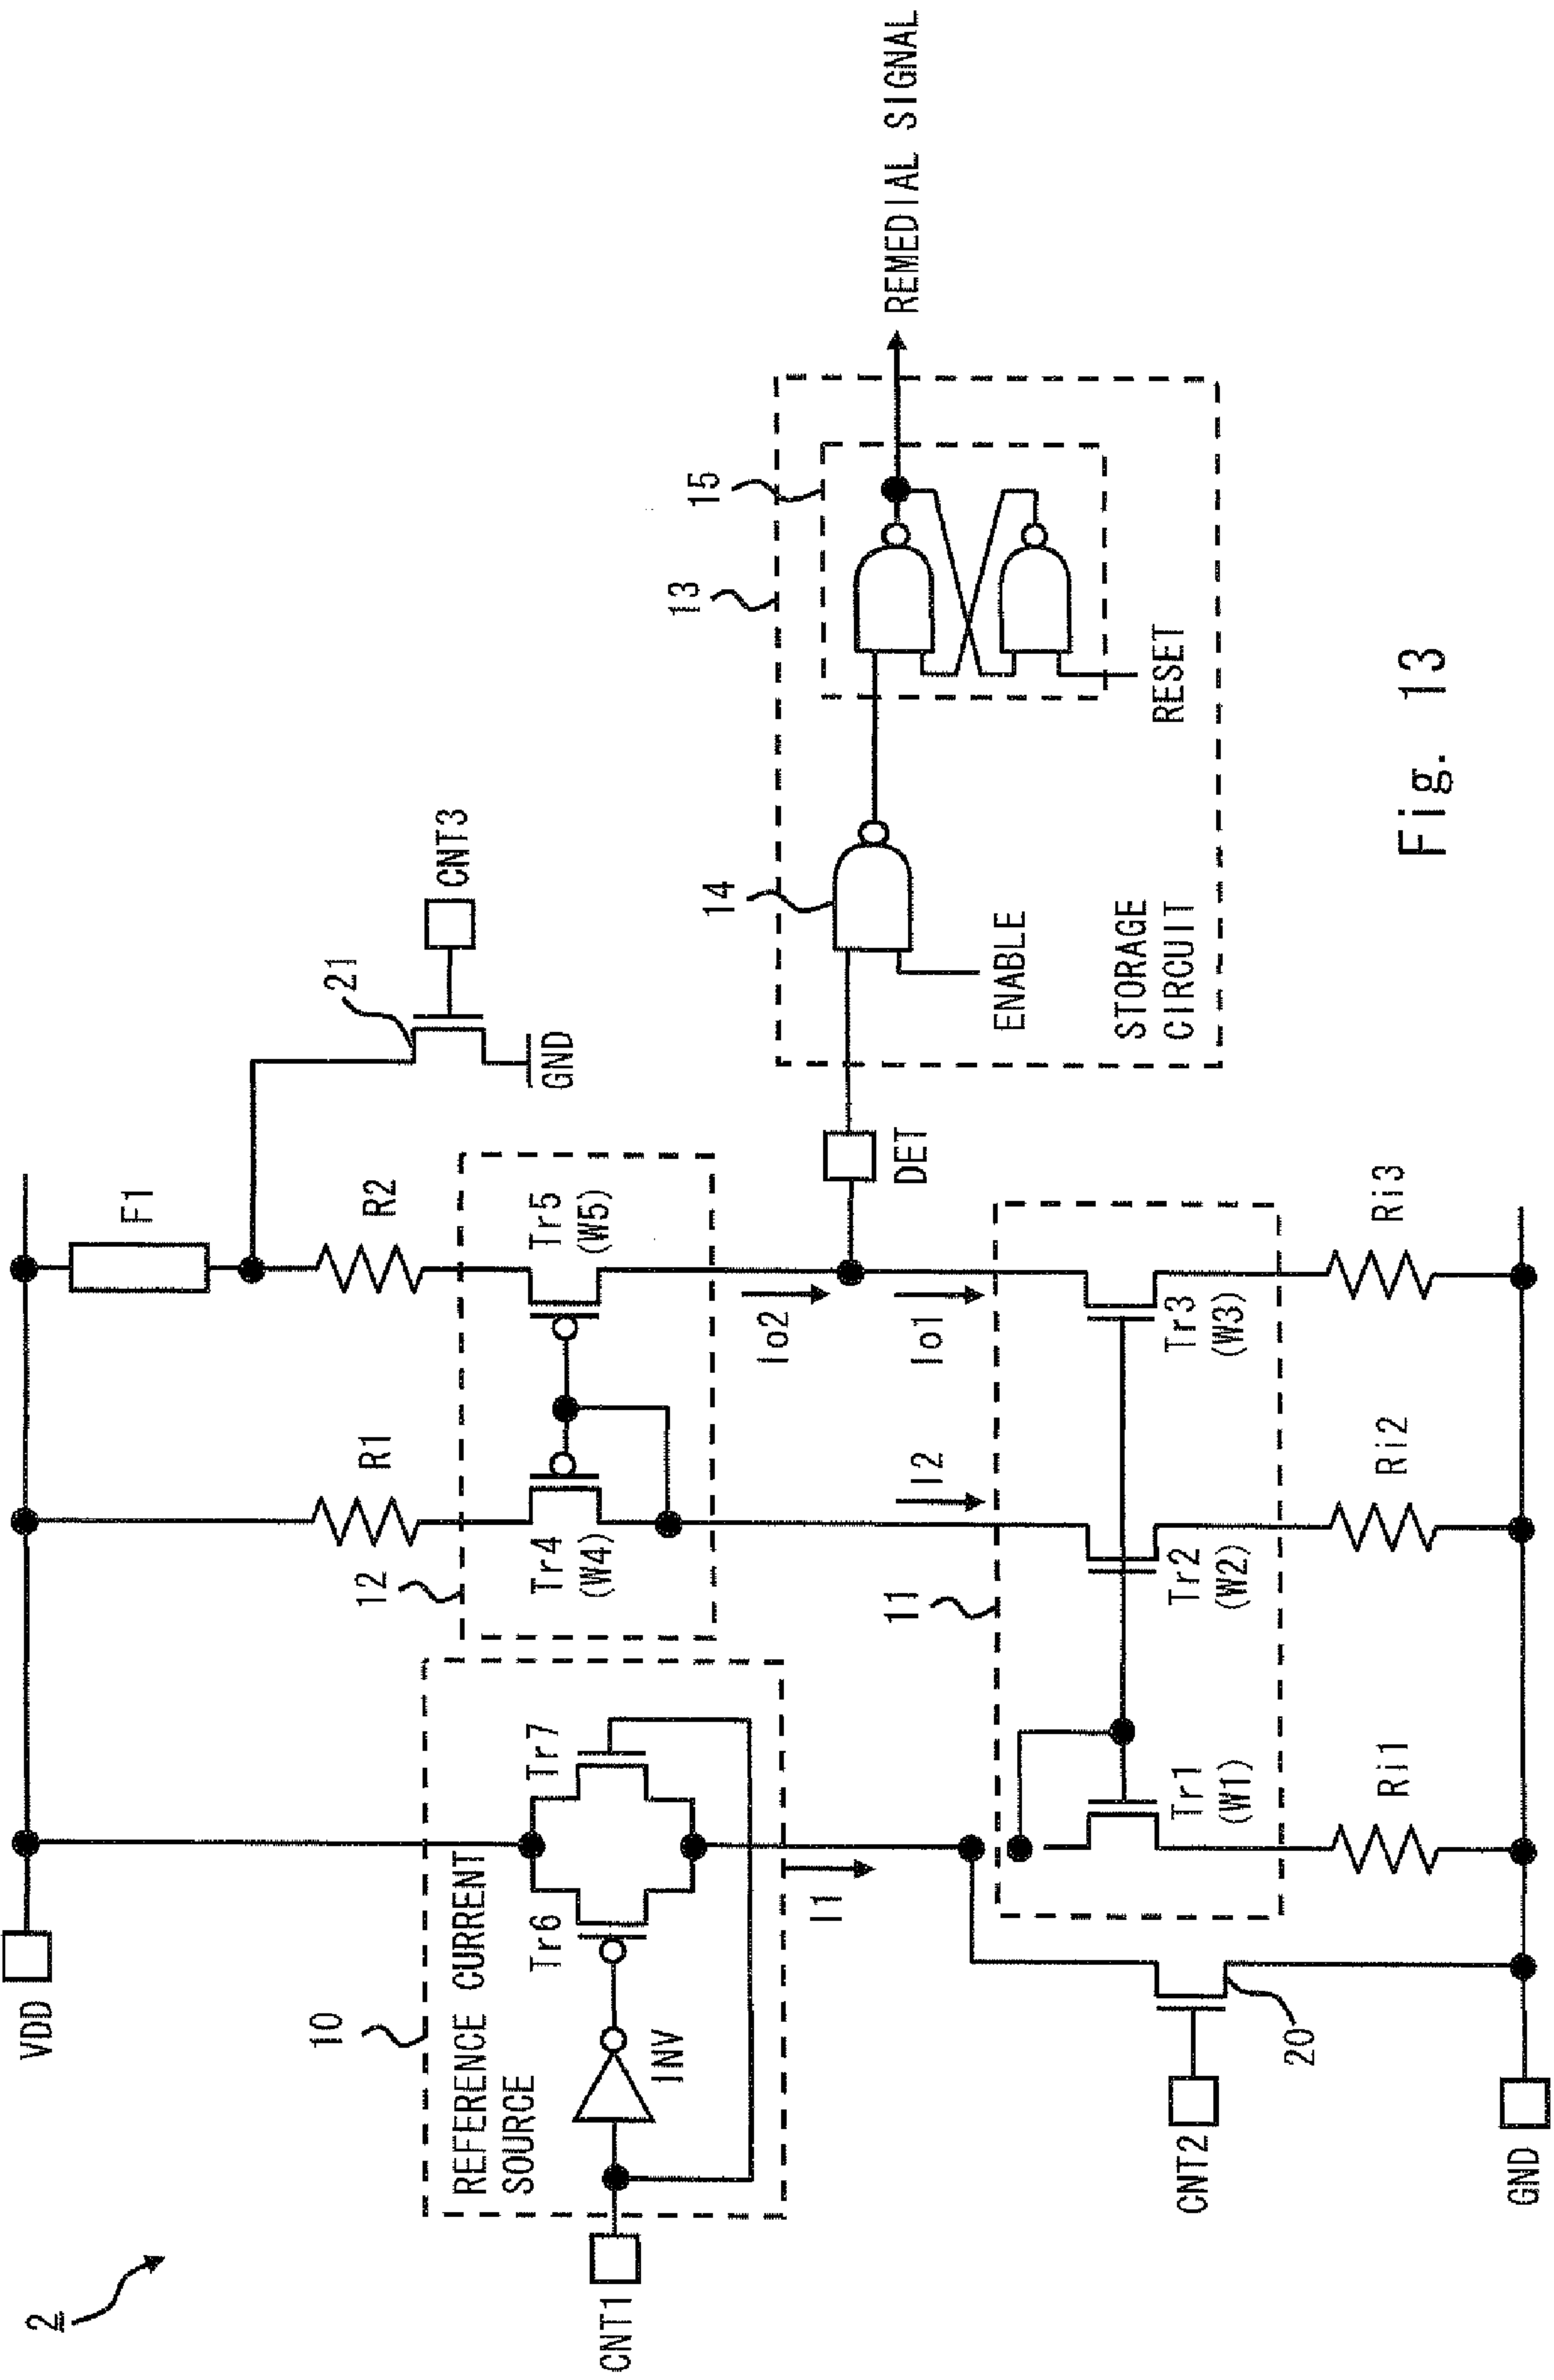 2
VDD
F1
CNT3
21
GND
R1
R2
12
Tr4
(W4)
Tr5
(W5)
10
REFERENCE CURRENT
SOURCE
Tr6
Tr7
INV
CNT1
I1
I2
Io2
Io1
DET
13
15
14
ENABLE
RESET
STORAGE
CIRCUIT
REMEDIAL SIGNAL
11
Tr1
(W1)
Tr2
(W2)
Tr3
(W3)
CNT2
20
Ri1
Ri2
Ri3
GND
Fig. 13